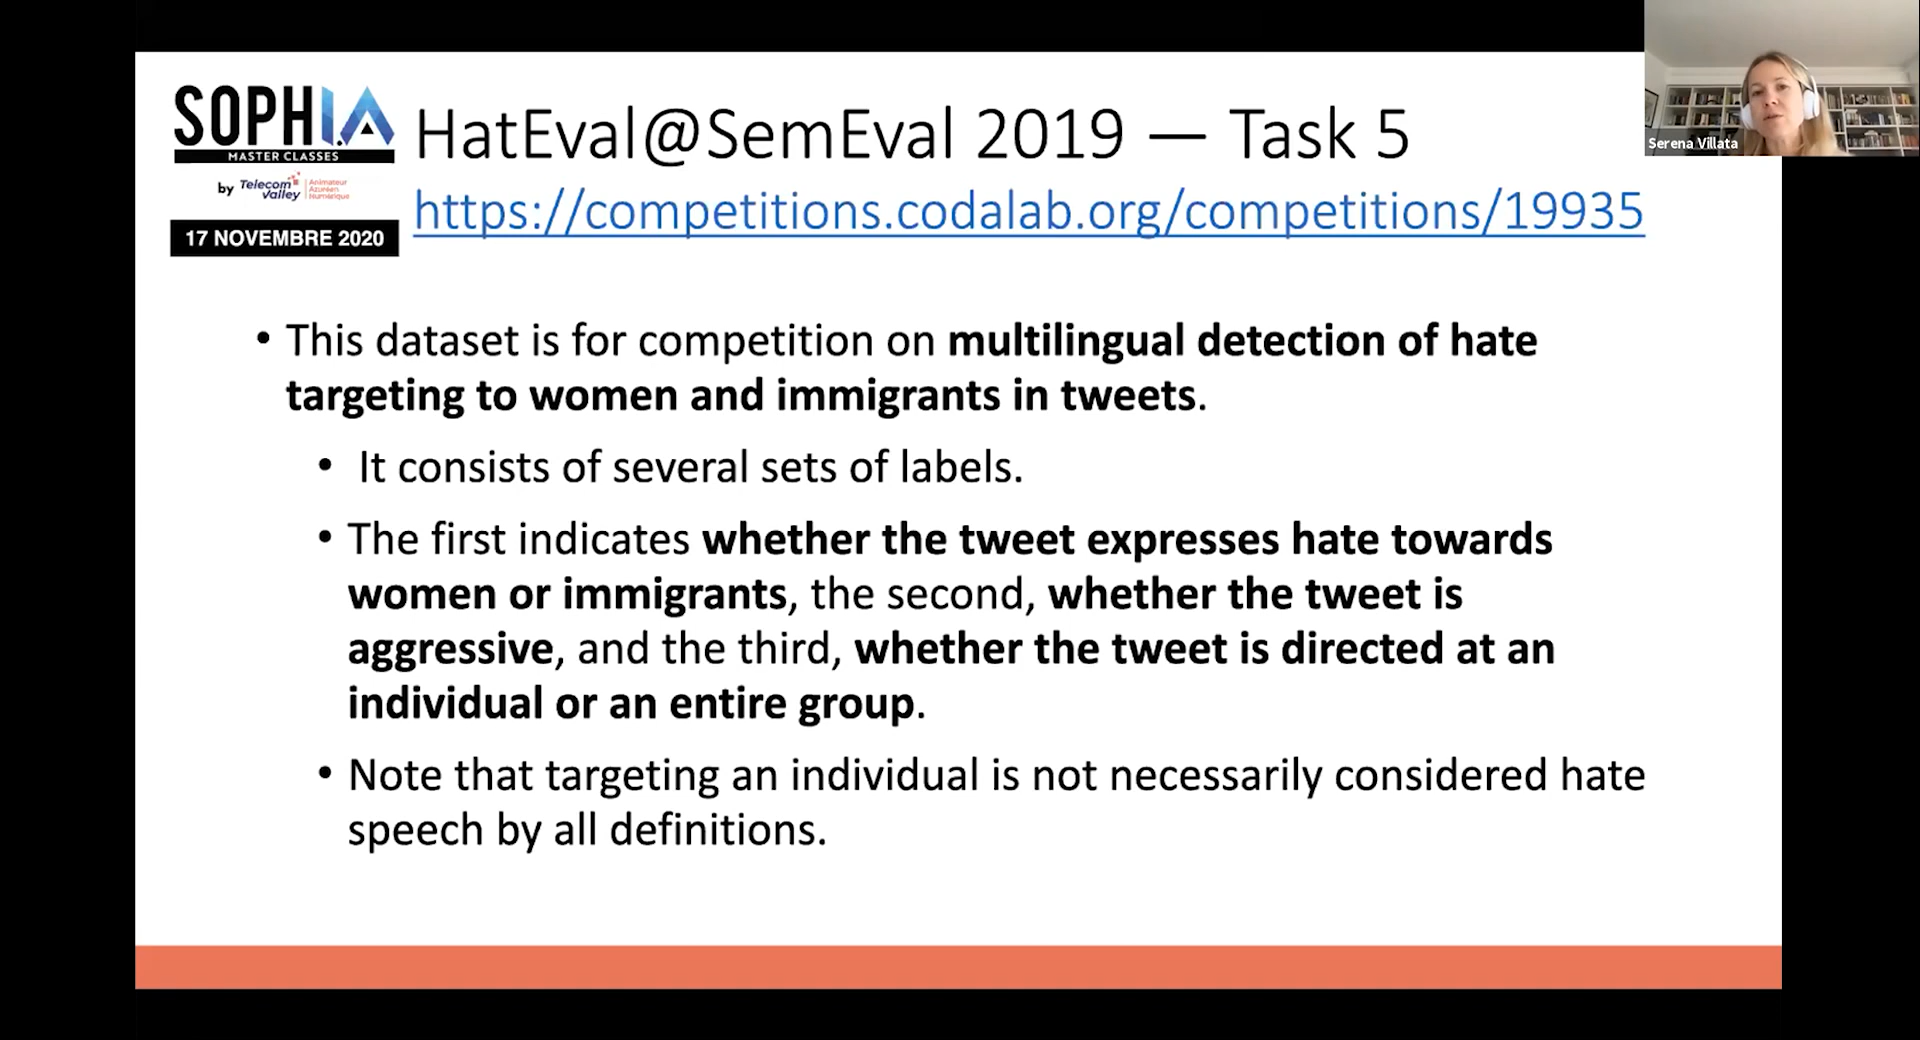 SOPHI.A
MASTER CLASSES
by Telecom Valley
Animateur
Azuréen
Numérique
17 NOVEMBRE 2020
HatEval@SemEval 2019 — Task 5
https://competitions.codalab.org/competitions/19935
Serena Villata
• This dataset is for competition on multilingual detection of hate
targeting to women and immigrants in tweets.
• It consists of several sets of labels.
• The first indicates whether the tweet expresses hate towards
women or immigrants, the second, whether the tweet is
aggressive, and the third, whether the tweet is directed at an
individual or an entire group.
• Note that targeting an individual is not necessarily considered hate
speech by all definitions.